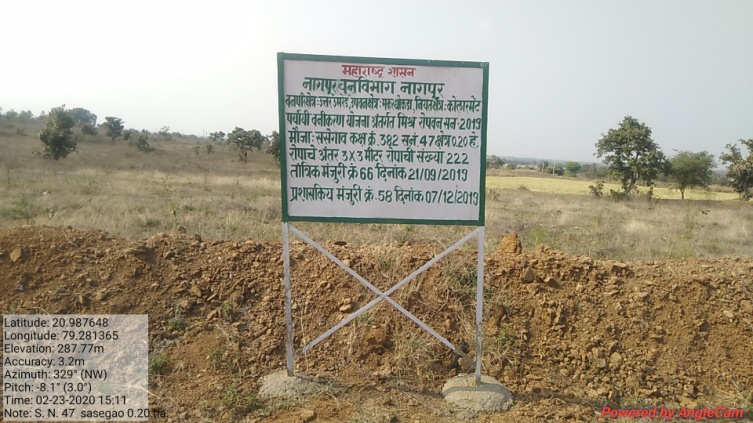 महाराष्ट्र शासन
नागपूर वनविभाग नागपूर
वनपरिक्षेत्र:उत्तर उमरेड, उपवनक्षेत्र:मकरधोकडा, नियतक्षेत्र: कोलारमेट
पर्यायी वनीकरण योजना अंतर्गत मिश्र रोपवन सन-2019
मौजा: ससेगाव कक्ष क्रं. 382 स.नं. 47 क्षेत्र 0.20 हे.
रोपाचे अंतर 3x3 मीटर रोपाची संख्या 222
तांत्रिक मंजुरी क्रं 66 दिनांक 21/09/2019
प्रशासकिय मंजुरी क्रं. 58 दिनांक 07/12/2019
Latitude: 20.987648
Longitude: 79.281365
Elevation: 287.77m
Accuracy: 3.2m
Azimuth: 329° (NW)
Pitch: -8.1° (3.0°)
Time: 02-23-2020 15:11
Note: S. N. 47 sasegao 0.20 ha.
Powered by AngleCam